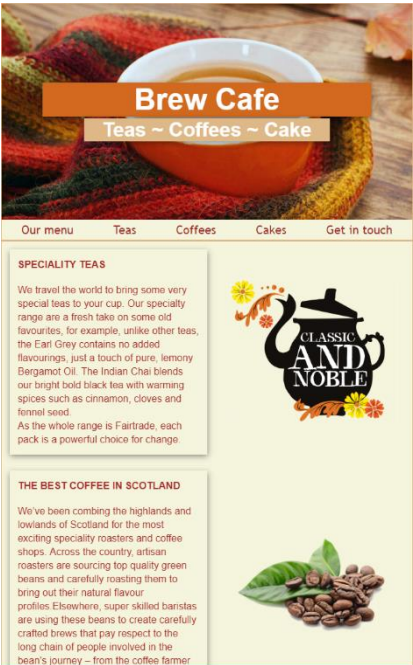 Brew Cafe
Teas ~ Coffees ~ Cake
Our menu Teas Coffees Cakes Get in touch
SPECIALITY TEAS
We travel the world to bring some very
special teas to your cup. Our specialty
range are a fresh take on some old
favourites, for example, unlike other teas,
the Earl Grey contains no added
flavourings, just a touch of pure, lemony
Bergamot Oil. The Indian Chai blends
our bright bold black tea with warming
spices such as cinnamon, cloves and
fennel seed.
As the whole range is Fairtrade, each
pack is a powerful choice for change.
CLASSIC
AND
NOBLE
THE BEST COFFEE IN SCOTLAND
We've been combing the highlands and
lowlands of Scotland for the most
exciting speciality roasters and coffee
shops. Across the country, artisan
roasters are sourcing top quality green
beans and carefully roasting them to
bring out their natural flavour
profiles.Elsewhere, super skilled baristas
are using these beans to create carefully
crafted brews that pay respect to the
long chain of people involved in the
bean's journey – from the coffee farmer